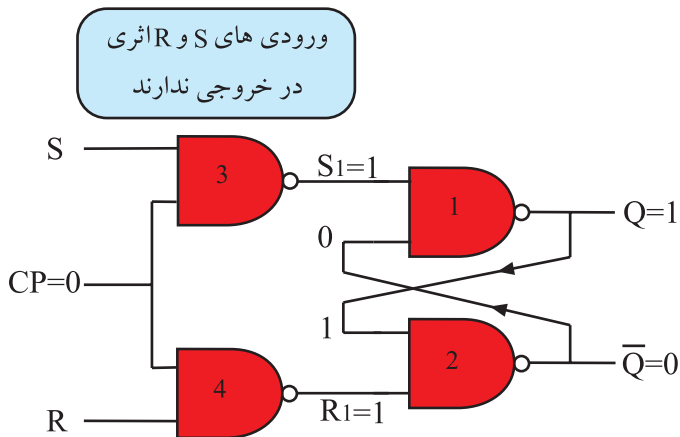 ورودی های S و R اثری
در خروجی ندارند
S
3
S1=1
1
Q=1
0
CP=0
1
2
Q̅=0
4
R1=1
R